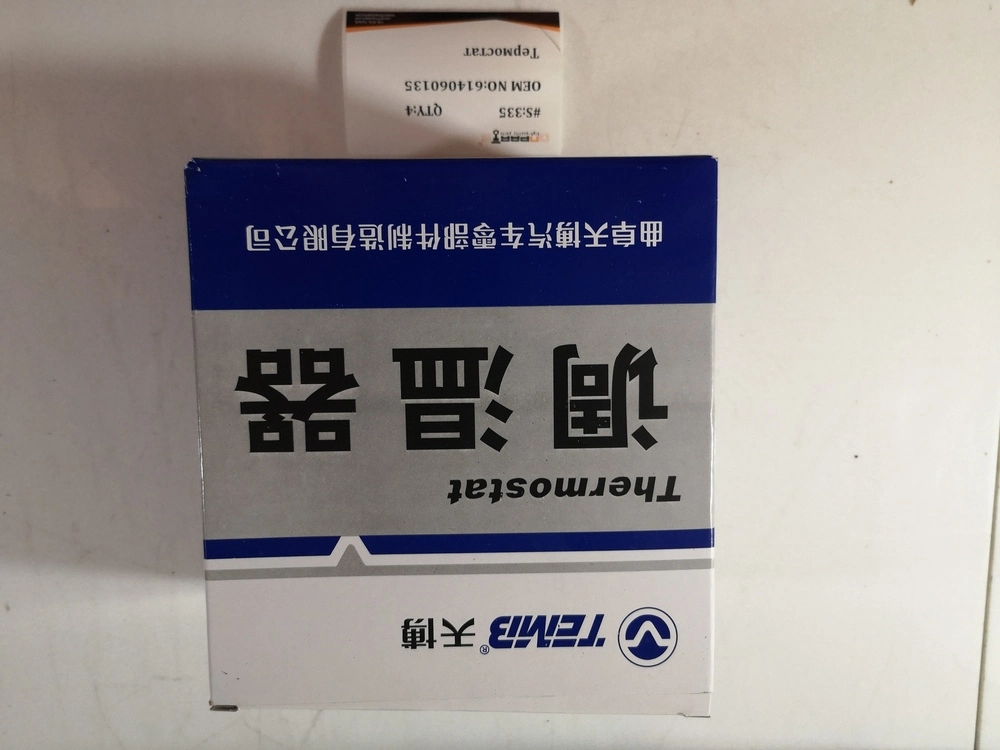 TEMB® 天博
Thermostat
调温器
曲阜天博汽车零部件制造有限公司
#S:335 QTY:4
OEM NO:614060135
Термостат